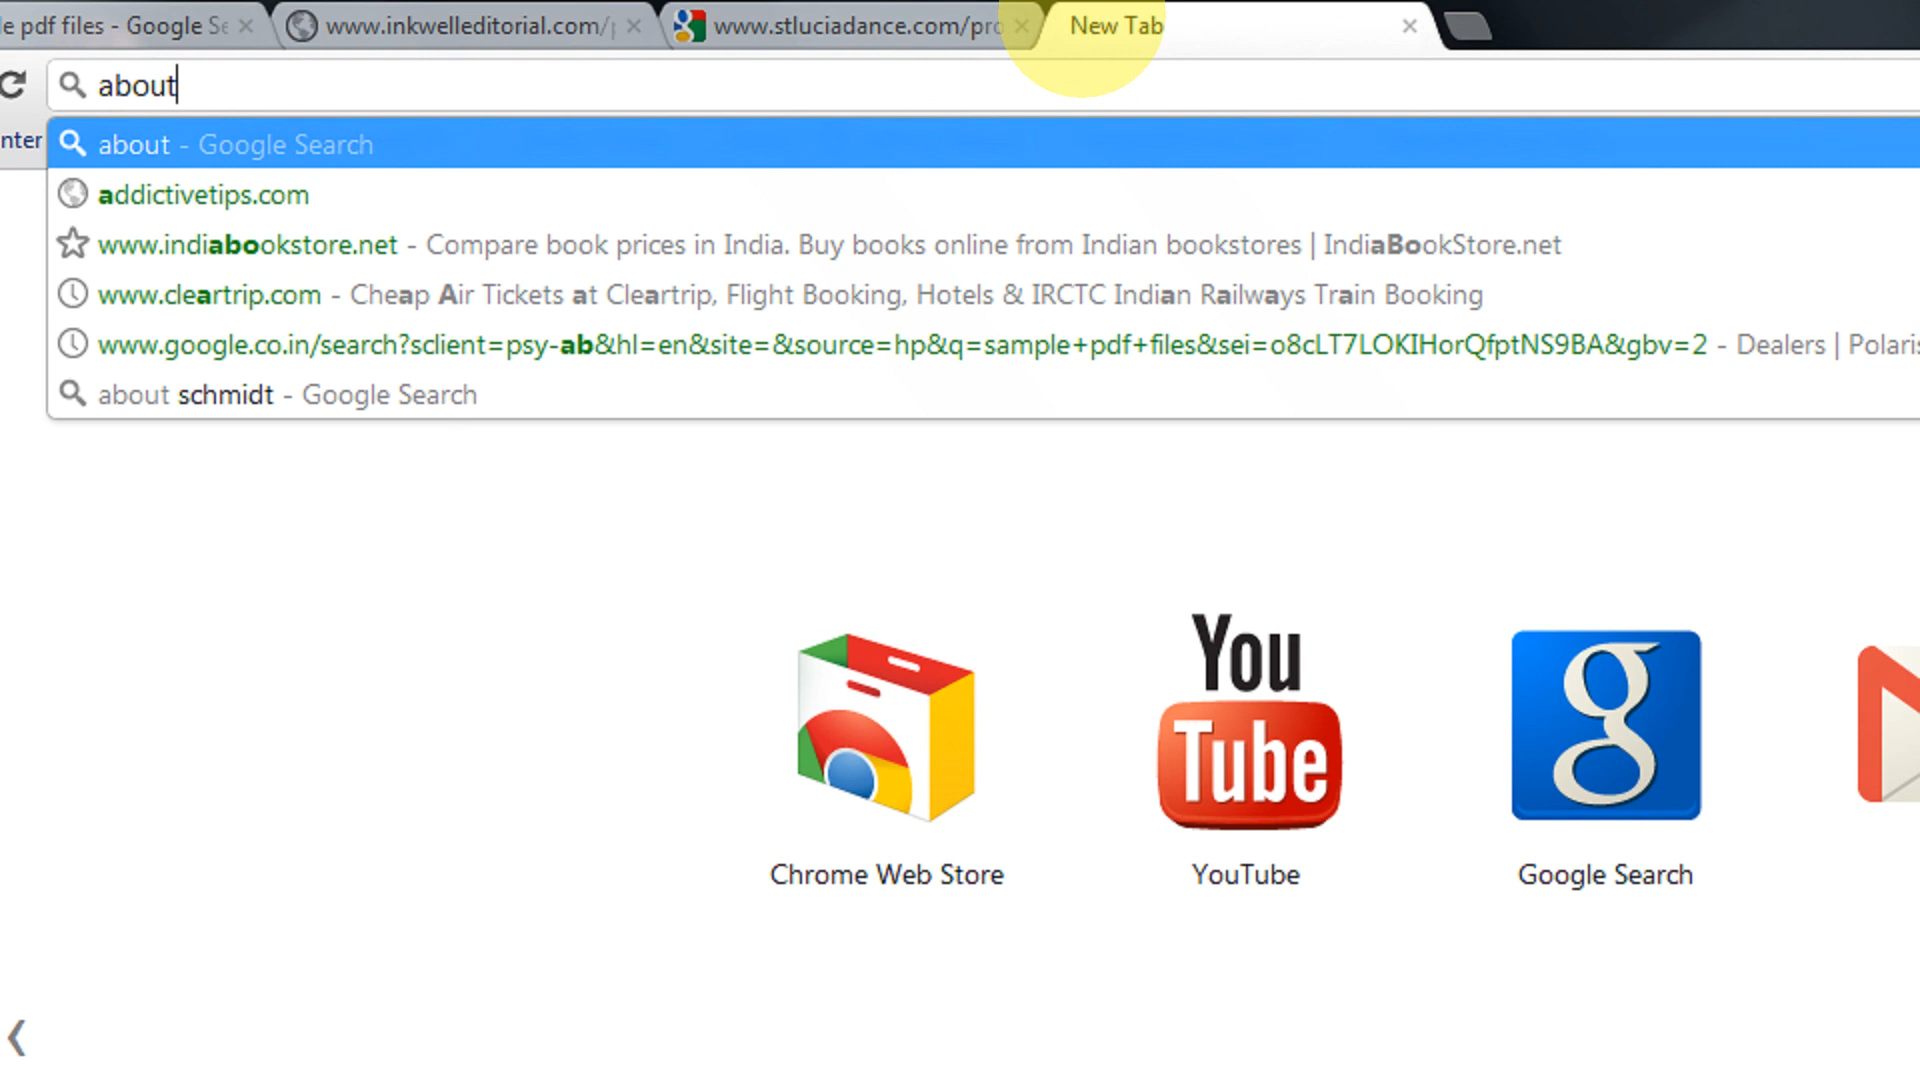 le pdf files - Google Se
www.inkwelleditorial.com/
www.stluciadance.com/pro
New Tab
about
nter
about - Google Search
addictivetips.com
www.indiabookstore.net - Compare book prices in India. Buy books online from Indian bookstores | IndiaBookStore.net
www.cleartrip.com - Cheap Air Tickets at Cleartrip, Flight Booking, Hotels & IRCTC Indian Railways Train Booking
www.google.co.in/search?sclient=psy-ab&hl=en&site=&source=hp&q=sample+pdf+files&sei=o8cLT7LOKIHorQfptNS9BA&gbv=2 - Dealers | Polaris
about schmidt - Google Search
You
Tube
g
Chrome Web Store
YouTube
Google Search